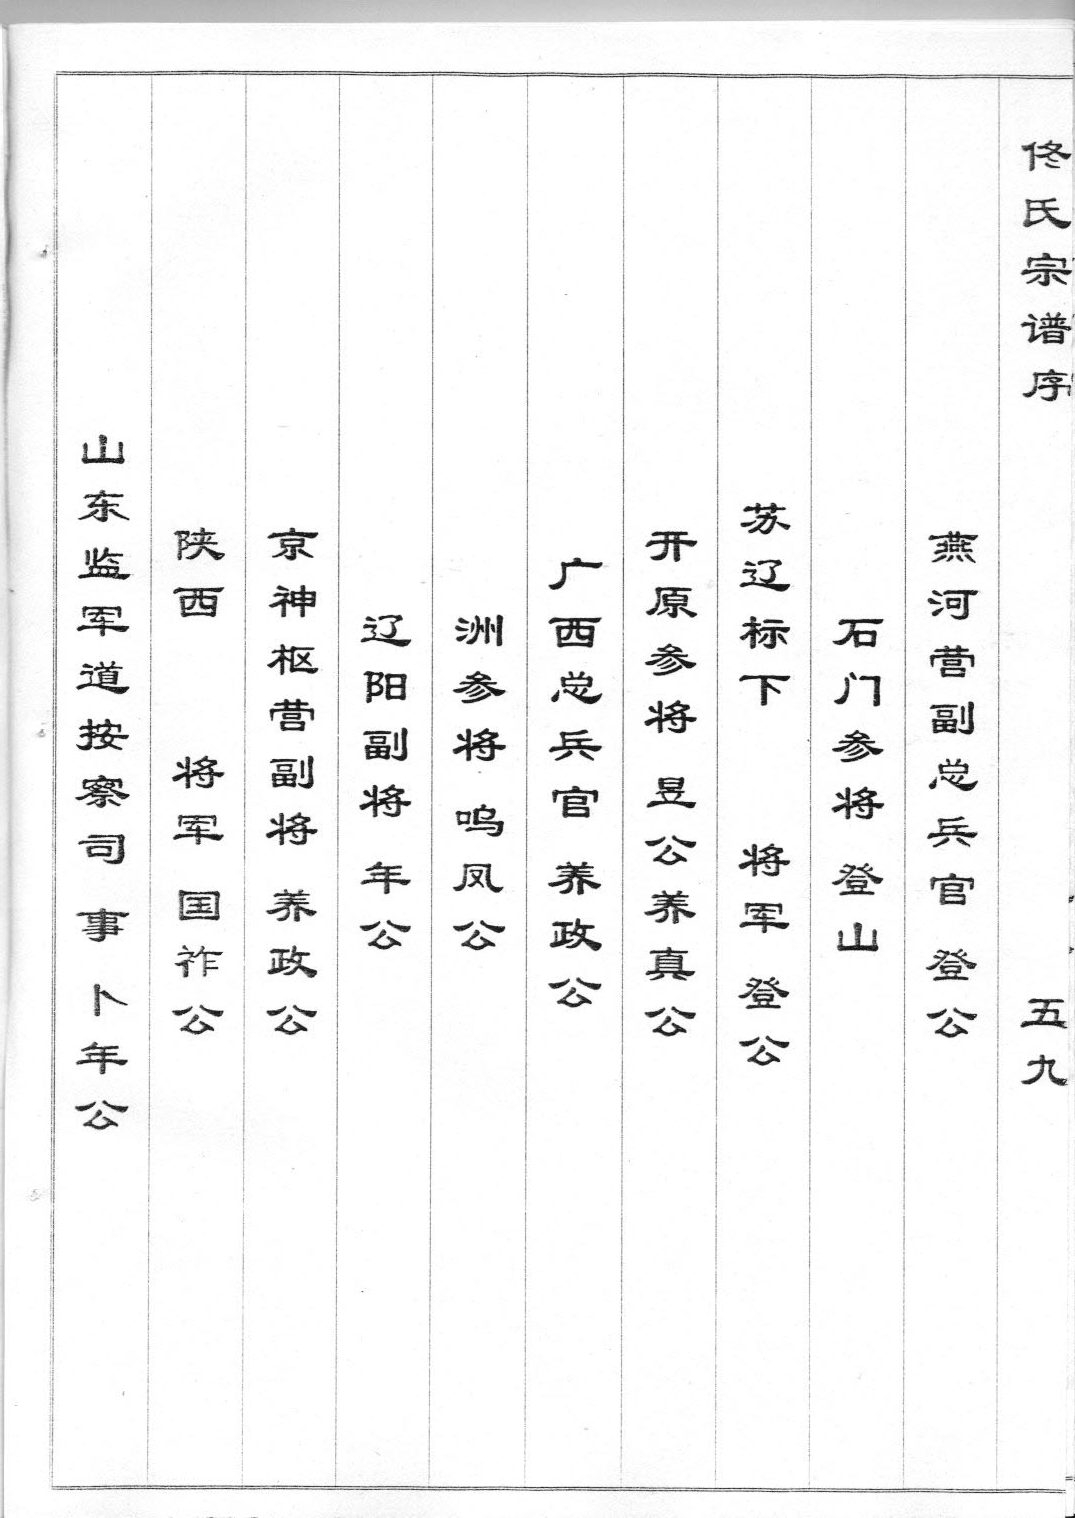 佟氏宗谱序 五九
燕河营副总兵官 登公
石门参将 登山
苏辽标下 将军 登公
开原参将 昱公养真公
广西总兵官 养政公
洲参将 鸣凤公
辽阳副将 年公
京神枢营副将 养政公
陕西 将军 国祚公
山东监军道按察司 事 卜年公